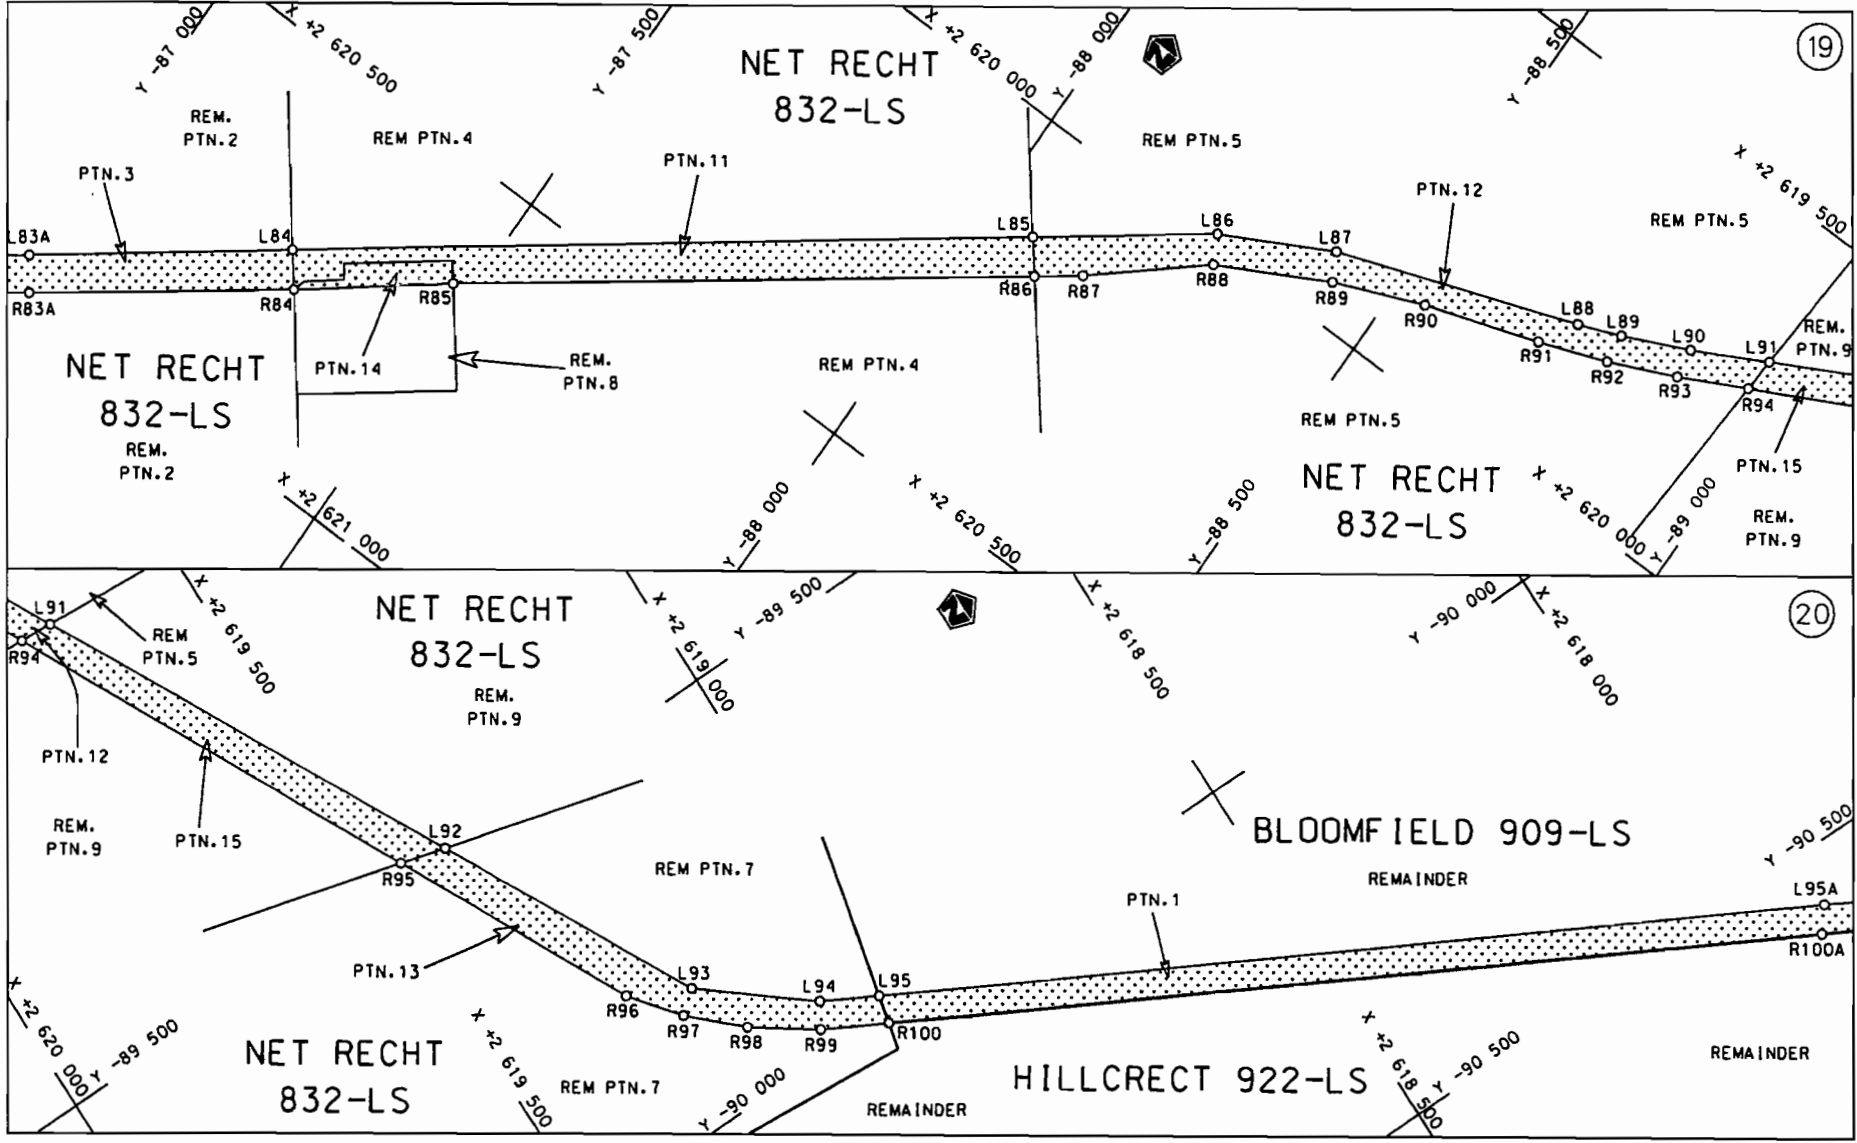 Y -87 000
X +2 620 500
Y -87 500
X +2 620 000
Y -88 000
Y -88 500
19
NET RECHT
832-LS
REM.
PTN.2
REM PTN.4
PTN.11
REM PTN.5
PTN.3
PTN.12
X +2 619 500
REM PTN.5
L83A
L84
L85
L86
L87
L88
L89
L90
L91
REM.
PTN.9
R83A
R84
R85
R86
R87
R88
R89
R90
R91
R92
R93
R94
NET RECHT
832-LS
REM.
PTN.2
PTN.14
REM.
PTN.8
REM PTN.4
REM PTN.5
NET RECHT
832-LS
PTN.15
REM.
PTN.9
X +2 621 000
Y -88 000
X +2 620 500
Y -88 500
X +2 620 000
Y -89 000
20
L91
R94
REM
PTN.5
X +2 619 500
NET RECHT
832-LS
REM.
PTN.9
X +2 619 000
Y -89 500
X +2 618 500
Y -90 000
X +2 618 000
PTN.12
REM.
PTN.9
PTN.15
L92
R95
REM PTN.7
BLOOMFIELD 909-LS
REMAINDER
Y -90 500
PTN.1
L95A
R100A
PTN.13
L93
L94
L95
R96
R97
R98
R99
R100
X +2 620 000
Y -89 500
NET RECHT
832-LS
X +2 619 500
REM PTN.7
Y -90 000
REMAINDER
HILLCRECT 922-LS
X +2 618 500
Y -90 500
REMAINDER